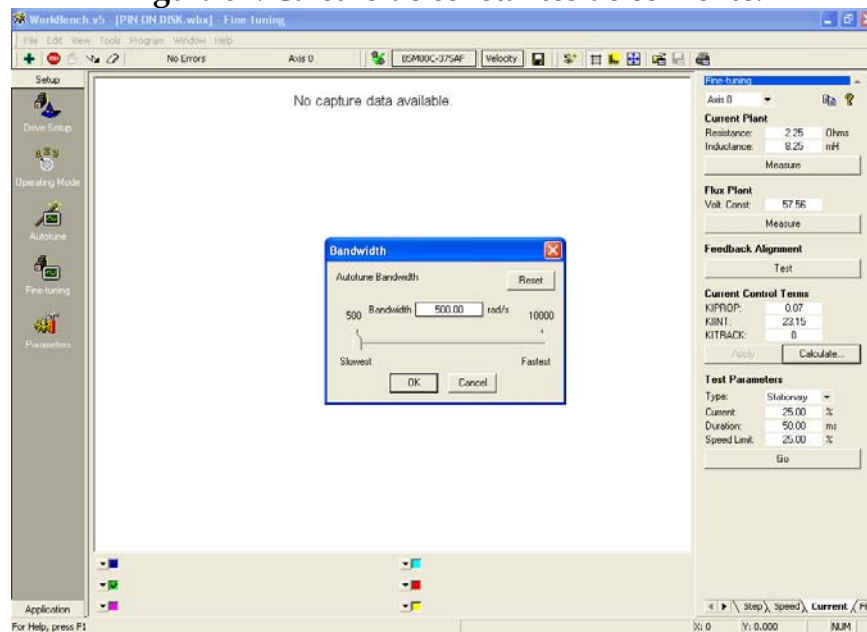 WorkBench v5 - [PIN ON DISK.wbx] - Fine-tuning
File Edit View Tools Program Window Help
No Errors
Axis 0
BSM80C-375AF
Velocity
Setup
Drive Setup
Operating Mode
Autotune
Fine-tuning
Parameters
Application
No capture data available.
Bandwidth
Autotune Bandwidth
Reset
500 Bandwidth 500.00 rad/s 10000
Slowest Fastest
OK Cancel
Fine-tuning
Axis 0
Current Plant
Resistance: 2.25 Ohms
Inductance: 8.25 mH
Measure
Flux Plant
Volt. Const: 57.56
Measure
Feedback Alignment
Test
Current Control Terms
KIPROP: 0.07
KIINT: 23.15
KITRACK: 0
Apply Calculate...
Test Parameters
Type: Stationary
Current: 25.00 %
Duration: 50.00 ms
Speed Limit: 25.00 %
Go
Step Speed Current
For Help, press F1
X: 0 Y: 0.000 NUM